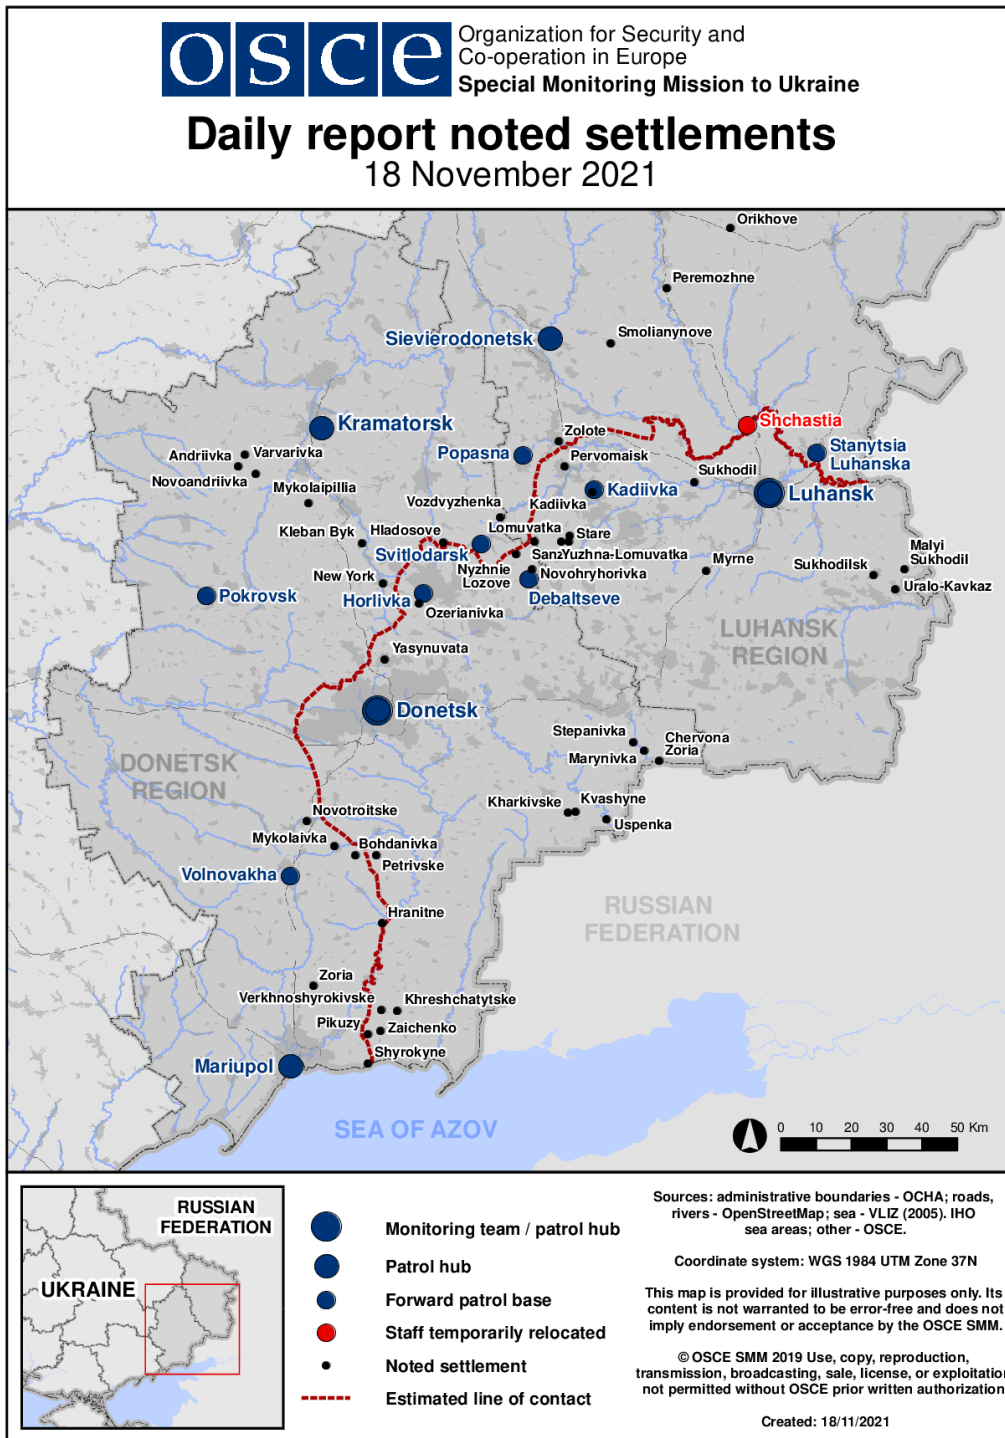 osce
Organization for Security and
Co-operation in Europe
Special Monitoring Mission to Ukraine
Daily report noted settlements
18 November 2021
Orikhove
Peremozhne
Smolianynove
Sievierodonetsk
Shchastia
Kramatorsk
Zolote
Stanytsia
Luhanska
Andriivka
Varvarivka
Popasna
Pervomaisk
Sukhodil
Novoandriivka
Mykolaipillia
Kadiivka
Luhansk
Vozdvyzhenka
Kadiivka
Kleban Byk
Hladosove
Lomuvatka
Stare
Svitlodarsk
Sanz
Yuzhna-Lomuvatka
Malyi
Sukhodil
Nyzhnie
Lozove
Myrne
Sukhodilsk
New York
Novohryhorivka
Uralo-Kavkaz
Pokrovsk
Horlivka
Debaltseve
Ozerianivka
LUHANSK
REGION
Yasynuvata
Donetsk
Stepanivka
Chervona
Zoria
Marynivka
DONETSK
REGION
Novotroitske
Kharkivske
Kvashyne
Uspenka
Mykolaivka
Bohdanivka
Petrivske
Volnovakha
Hranitne
RUSSIAN
FEDERATION
Zoria
Verkhnoshyrokivske
Khreshchatytske
Pikuzy
Zaichenko
Shyrokyne
Mariupol
SEA OF AZOV
0 10 20 30 40 50 Km
RUSSIAN
FEDERATION
UKRAINE
Monitoring team / patrol hub
Patrol hub
Forward patrol base
Staff temporarily relocated
Noted settlement
Estimated line of contact
Sources: administrative boundaries - OCHA; roads,
rivers - OpenStreetMap; sea - VLIZ (2005). IHO
sea areas; other - OSCE.
Coordinate system: WGS 1984 UTM Zone 37N
This map is provided for illustrative purposes only. Its
content is not warranted to be error-free and does not
imply endorsement or acceptance by the OSCE SMM.
© OSCE SMM 2019 Use, copy, reproduction,
transmission, broadcasting, sale, license, or exploitation
not permitted without OSCE prior written authorization
Created: 18/11/2021